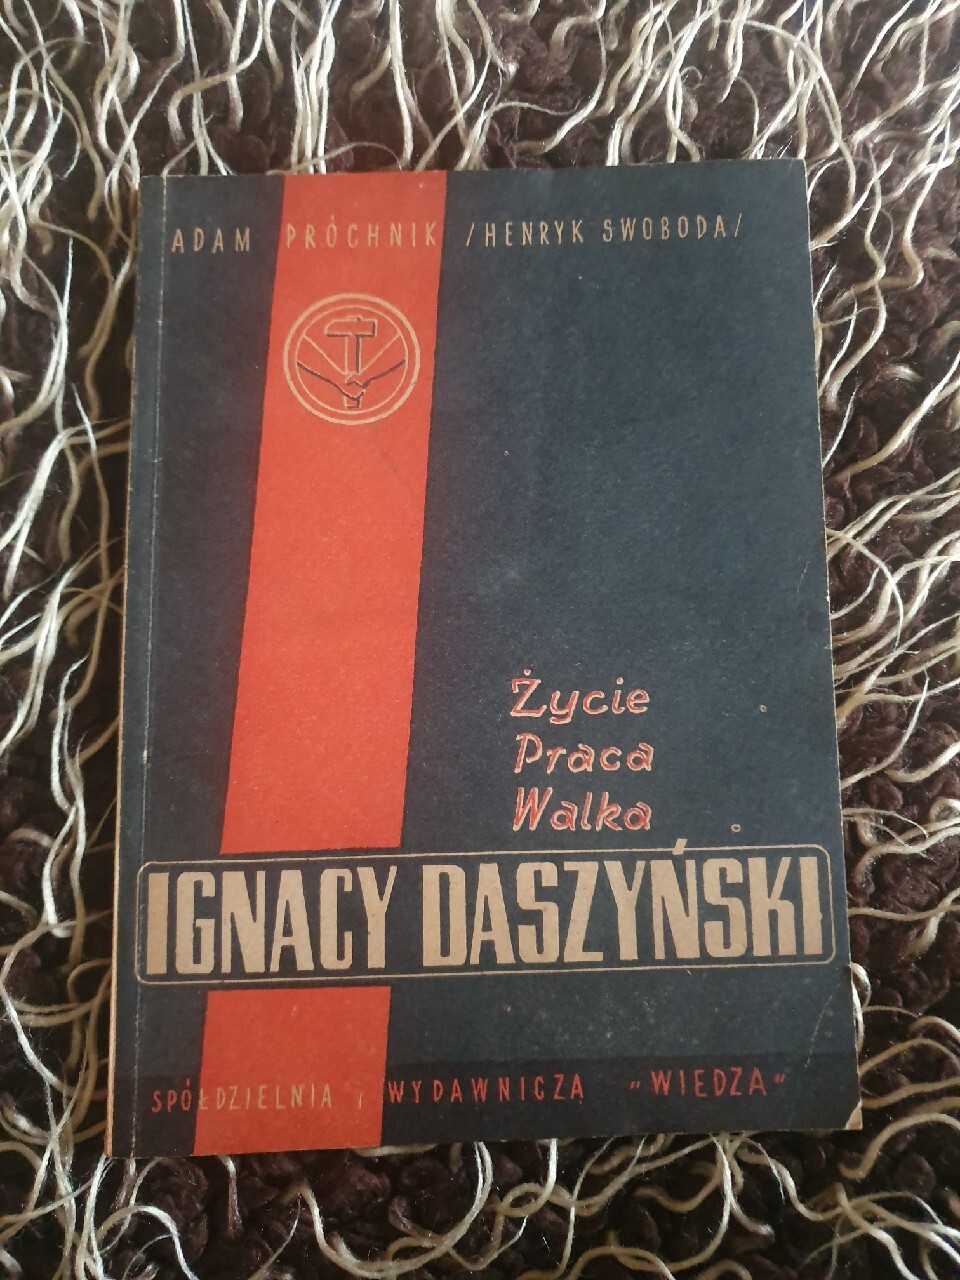 ADAM PRÓCHNIK /HENRYK SWOBODA/
Życie
Praca
Walka
IGNACY DASZYŃSKI
SPÓŁDZIELNIA WYDAWNICZA „WIEDZA"